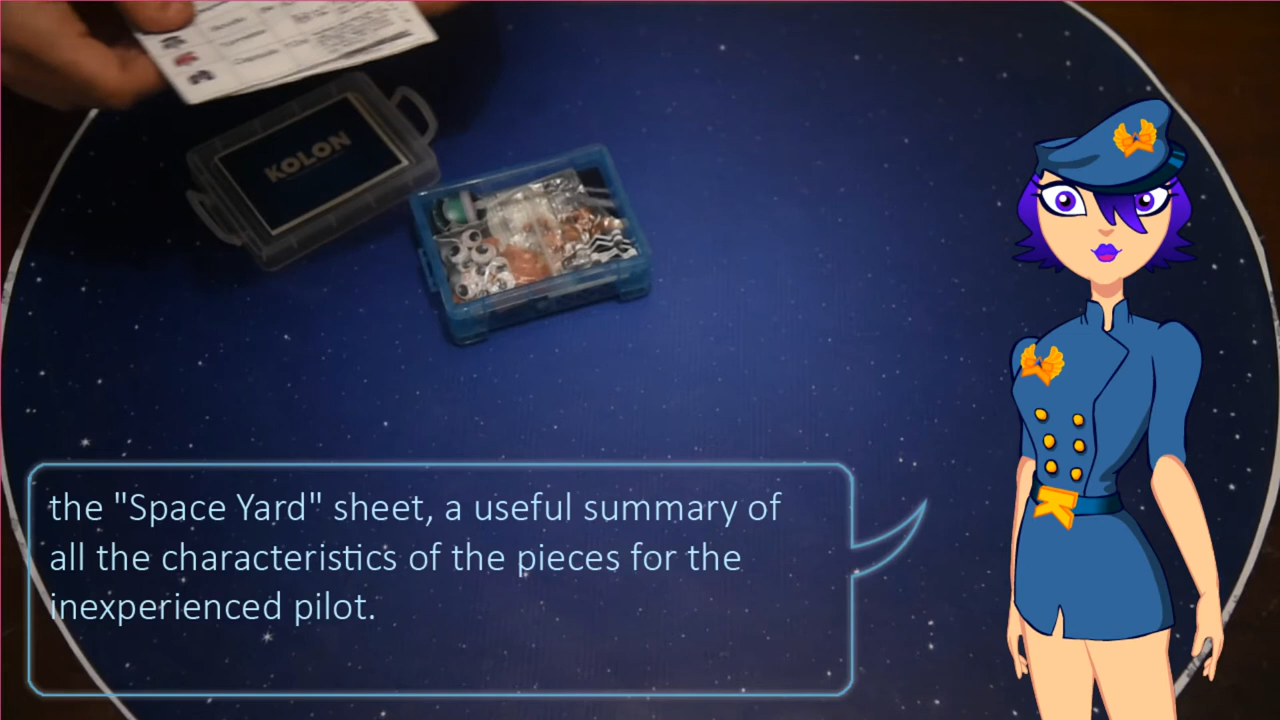 KOLON
the "Space Yard" sheet, a useful summary of
all the characteristics of the pieces for the
inexperienced pilot.